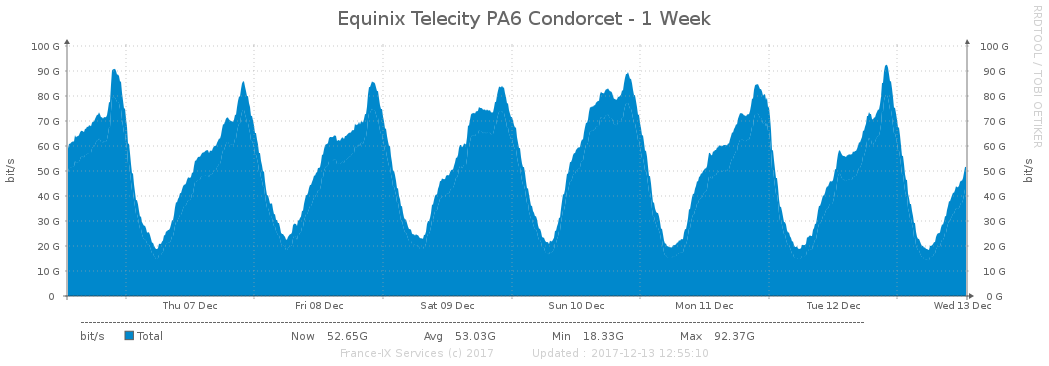 Equinix Telecity PA6 Condorcet - 1 Week
RRDTOOL / TOBI OETIKER
bit/s
bit/s
100 G 100 G
90 G 90 G
80 G 80 G
70 G 70 G
60 G 60 G
50 G 50 G
40 G 40 G
30 G 30 G
20 G 20 G
10 G 10 G
0 0 G
Thu 07 Dec Fri 08 Dec Sat 09 Dec Sun 10 Dec Mon 11 Dec Tue 12 Dec Wed 13 Dec
bit/s Total Now 52.65G Avg 53.03G Min 18.33G Max 92.37G
France-IX Services (c) 2017 Updated : 2017-12-13 12:55:10